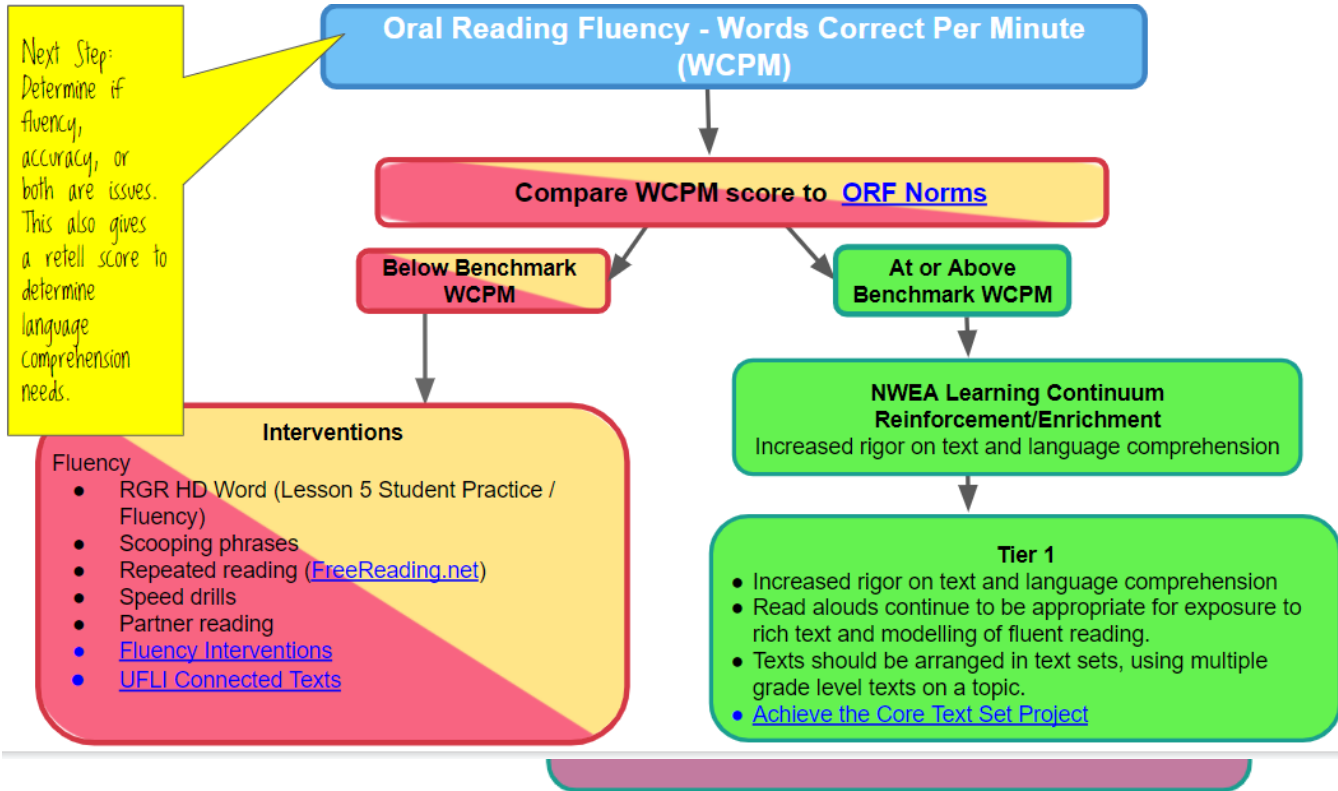 Next Step:
Determine if
fluency,
accuracy, or
both are issues.
This also gives
a retell score to
determine
language
comprehension
needs.
Oral Reading Fluency - Words Correct Per Minute
(WCPM)
Compare WCPM score to ORF Norms
Below Benchmark
WCPM
At or Above
Benchmark WCPM
Interventions
Fluency
● RGR HD Word (Lesson 5 Student Practice /
Fluency)
● Scooping phrases
● Repeated reading (FreeReading.net)
● Speed drills
● Partner reading
● Fluency Interventions
● UFLI Connected Texts
NWEA Learning Continuum
Reinforcement/Enrichment
Increased rigor on text and language comprehension
Tier 1
● Increased rigor on text and language comprehension
● Read alouds continue to be appropriate for exposure to
rich text and modelling of fluent reading.
● Texts should be arranged in text sets, using multiple
grade level texts on a topic.
● Achieve the Core Text Set Project